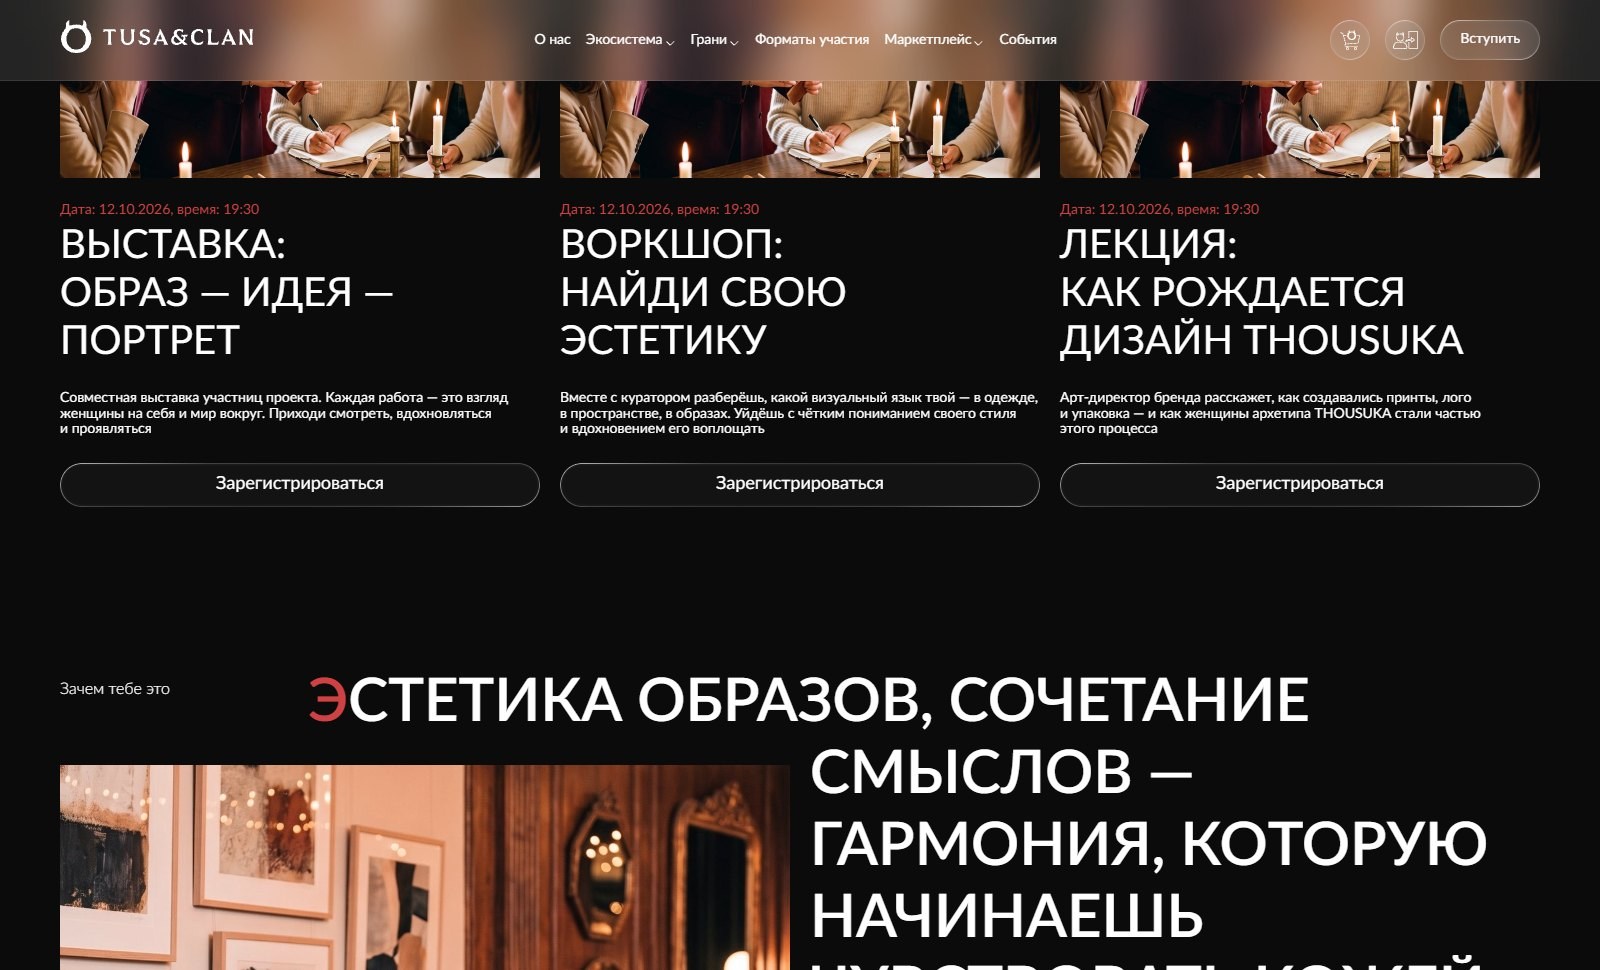 TUSA&CLAN
О нас
Экосистема
Грани
Форматы участия
Маркетплейс
События
Вступить
Дата: 12.10.2026, время: 19:30
ВЫСТАВКА:
ОБРАЗ — ИДЕЯ —
ПОРТРЕТ
Совместная выставка участниц проекта. Каждая работа — это взгляд
женщины на себя и мир вокруг. Приходи смотреть, вдохновляться
и проявляться
Зарегистрироваться
Дата: 12.10.2026, время: 19:30
ВОРКШОП:
НАЙДИ СВОЮ
ЭСТЕТИКУ
Вместе с куратором разберёшь, какой визуальный язык твой — в одежде,
в пространстве, в образах. Уйдёшь с чётким пониманием своего стиля
и вдохновением его воплощать
Зарегистрироваться
Дата: 12.10.2026, время: 19:30
ЛЕКЦИЯ:
КАК РОЖДАЕТСЯ
ДИЗАЙН THOUSUKA
Арт-директор бренда расскажет, как создавались принты, лого
и упаковка — и как женщины архетипа THOUSUKA стали частью
этого процесса
Зарегистрироваться
Зачем тебе это
ЭСТЕТИКА ОБРАЗОВ, СОЧЕТАНИЕ
СМЫСЛОВ —
ГАРМОНИЯ, КОТОРУЮ
НАЧИНАЕШЬ